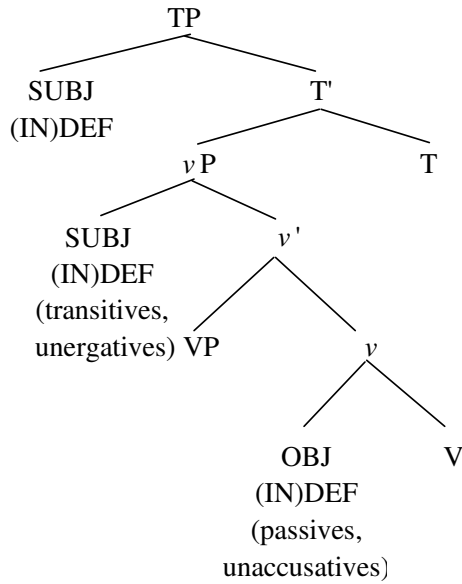 TP
SUBJ T'
(IN)DEF
vP T
SUBJ v'
(IN)DEF
(transitives,
unergatives) VP v
OBJ V
(IN)DEF
(passives,
unaccusatives)